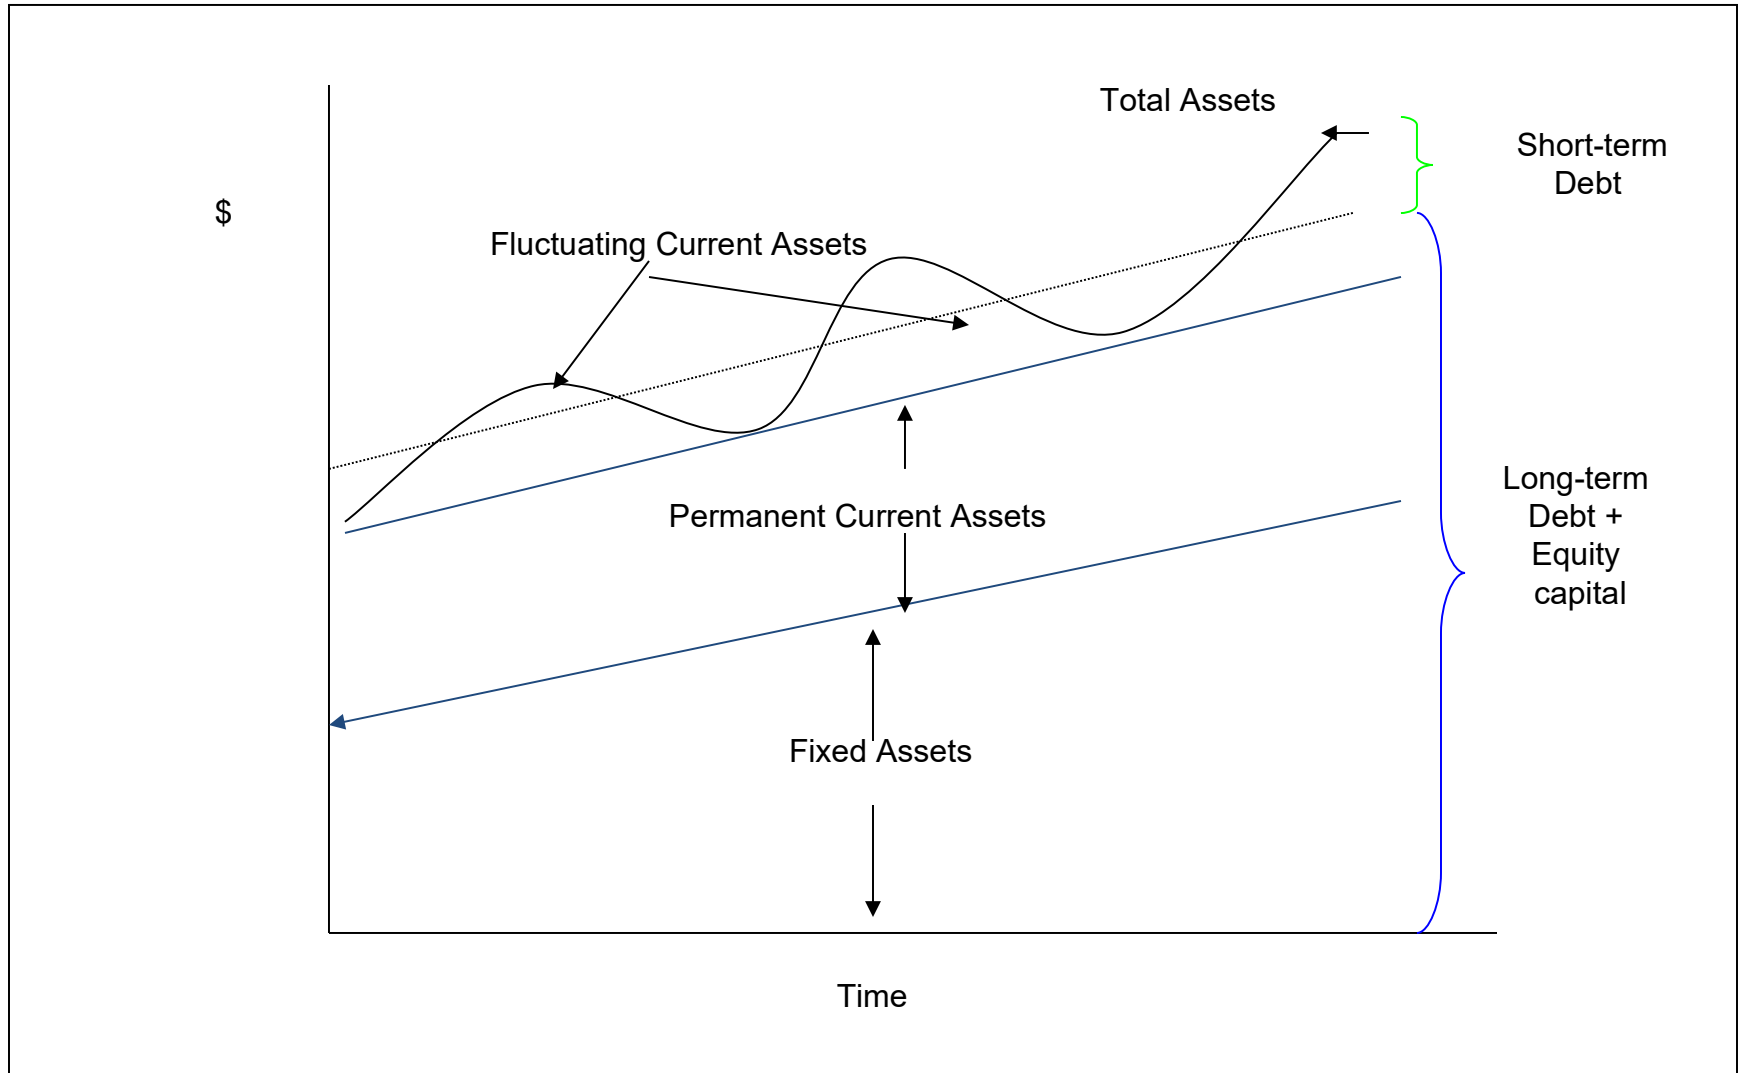 Total Assets
Short-term
Debt
$
Fluctuating Current Assets
Long-term
Debt +
Equity
capital
Permanent Current Assets
Fixed Assets
Time